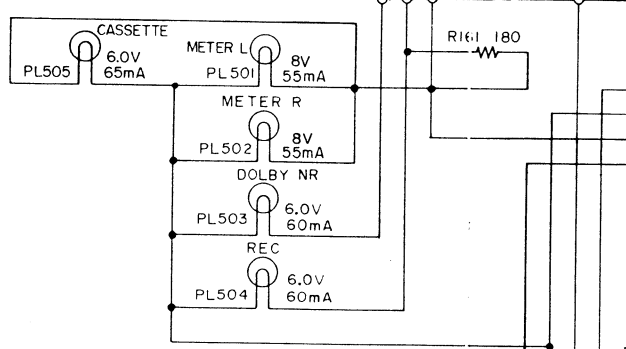 CASSETTE
6.0V
65mA
PL505
METER L
8V
55mA
PL501
R161 180
METER R
8V
55mA
PL502
DOLBY NR
6.0V
60mA
PL503
REC
6.0V
60mA
PL504